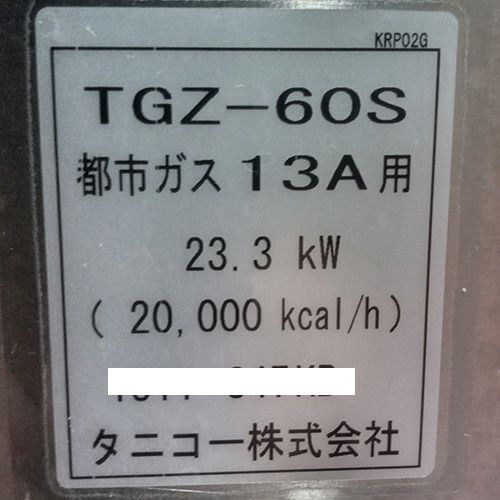 KRP02G
TGZ-60S
都市ガス 13A用
23.3 kW
( 20,000 kcal/h )
タニコー株式会社